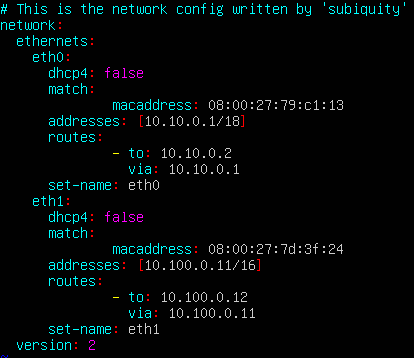 # This is the network config written by 'subiquity'
network:
  ethernets:
    eth0:
      dhcp4: false
      match:
              macaddress: 08:00:27:79:c1:13
      addresses: [10.10.0.1/18]
      routes:
              - to: 10.10.0.2
                via: 10.10.0.1
      set-name: eth0
    eth1:
      dhcp4: false
      match:
              macaddress: 08:00:27:7d:3f:24
      addresses: [10.100.0.11/16]
      routes:
              - to: 10.100.0.12
                via: 10.100.0.11
      set-name: eth1
  version: 2